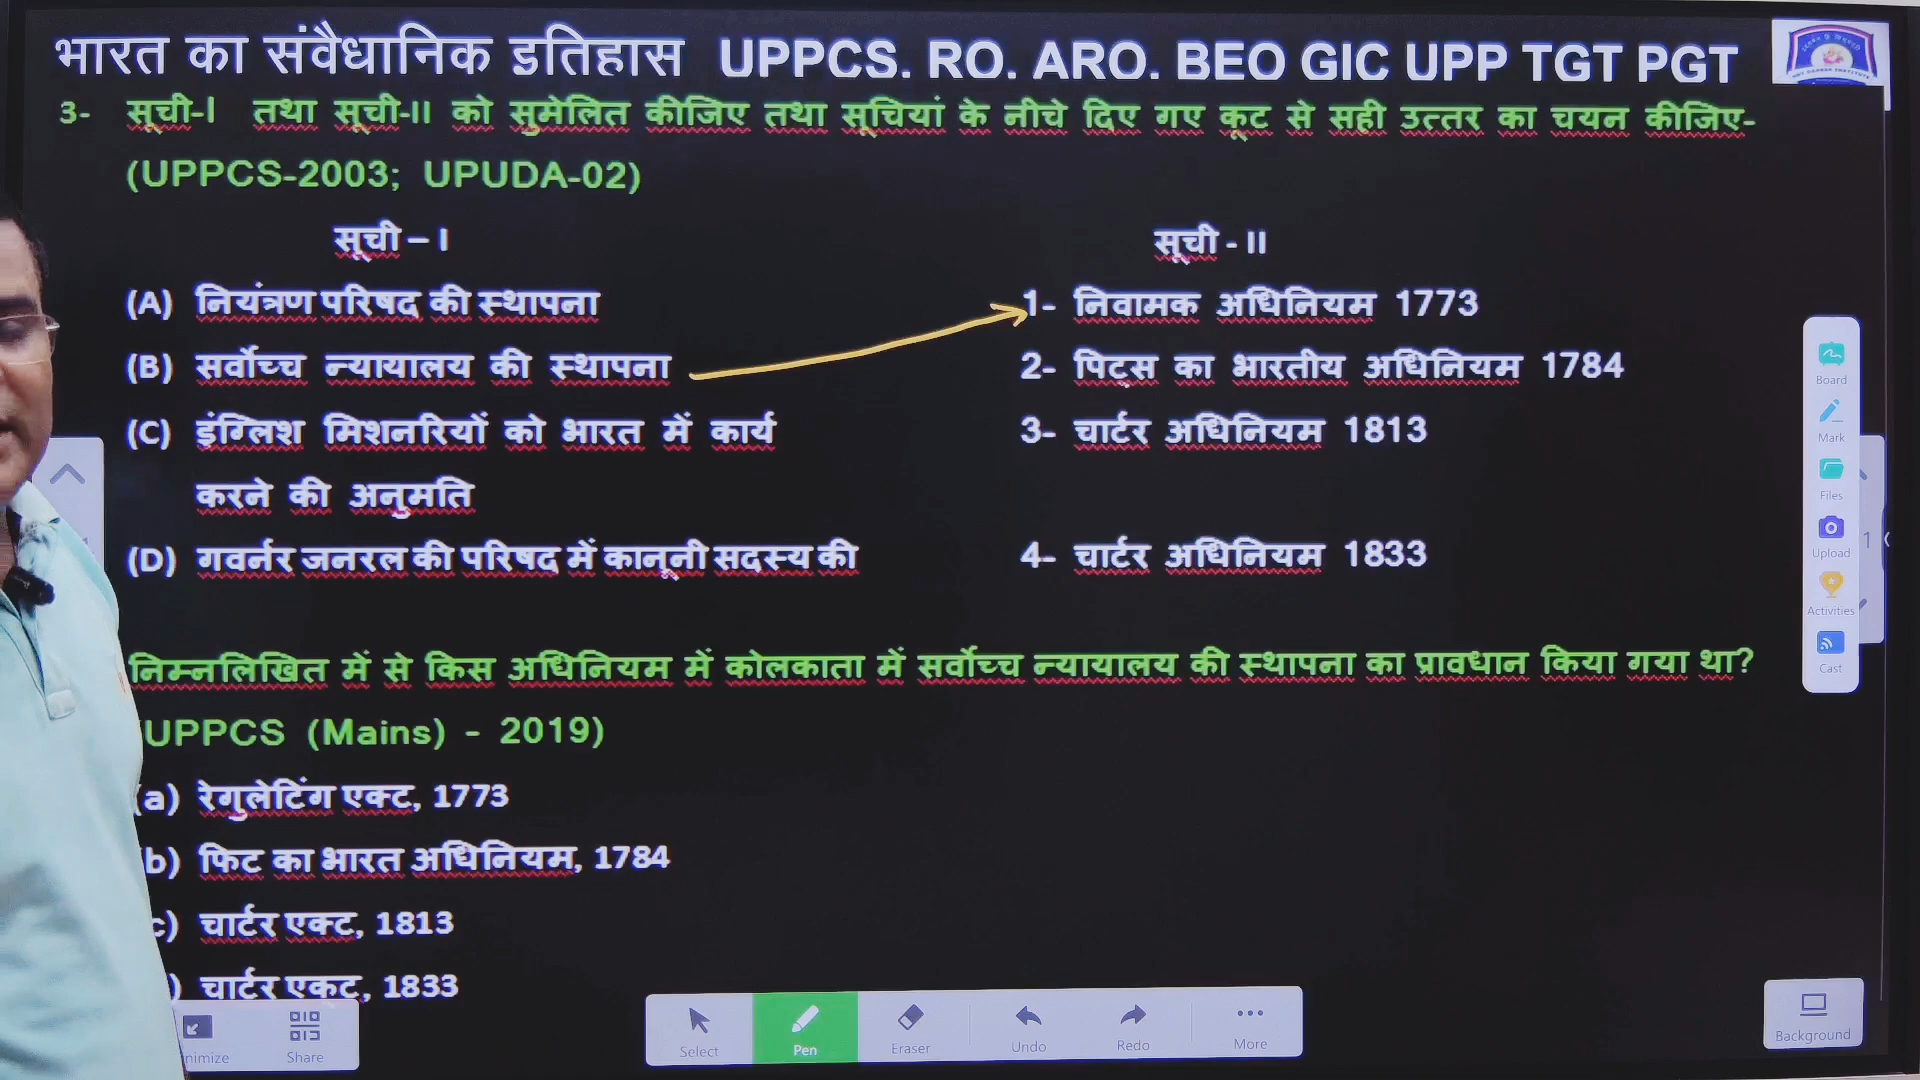 भारत का संवैधानिक इतिहास UPPCS. RO. ARO. BEO GIC UPP TGT PGT
3- सूची-I तथा सूची-II को सुमेलित कीजिए तथा सूचियां के नीचे दिए गए कूट से सही उत्तर का चयन कीजिए-
(UPPCS-2003; UPUDA-02)
सूची – I सूची - II
(A) नियंत्रण परिषद की स्थापना 1- निवामक अधिनियम 1773
(B) सर्वोच्च न्यायालय की स्थापना 2- पिट्स का भारतीय अधिनियम 1784
(C) इंग्लिश मिशनरियों को भारत में कार्य 3- चार्टर अधिनियम 1813
करने की अनुमति
(D) गवर्नर जनरल की परिषद में कानूनी सदस्य की 4- चार्टर अधिनियम 1833
निम्नलिखित में से किस अधिनियम में कोलकाता में सर्वोच्च न्यायालय की स्थापना का प्रावधान किया गया था?
(UPPCS (Mains) - 2019)
(a) रेगुलेटिंग एक्ट, 1773
b) फिट का भारत अधिनियम, 1784
c) चार्टर एक्ट, 1813
) चार्टर एकट, 1833
Board
Mark
Files
Upload
1
Activities
Cast
nimize Share Select Pen Eraser Undo Redo More Background